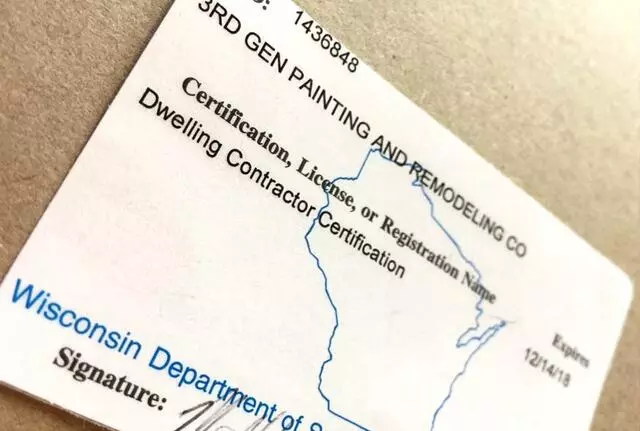 1436848
3RD GEN PAINTING AND REMODELING CO
Certification, License, or Registration Name
Dwelling Contractor Certification
Expires
12/14/18
Wisconsin Department of
Signature: